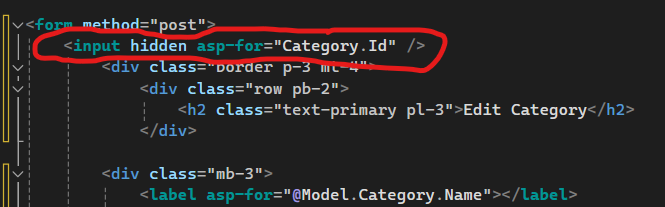 <form method="post">
<input hidden asp-for="Category.Id" />
<div class="border p-3 mt-4">
<div class="row pb-2">
<h2 class="text-primary pl-3">Edit Category</h2>
</div>
<div class="mb-3">
<label asp-for="@Model.Category.Name"></label>